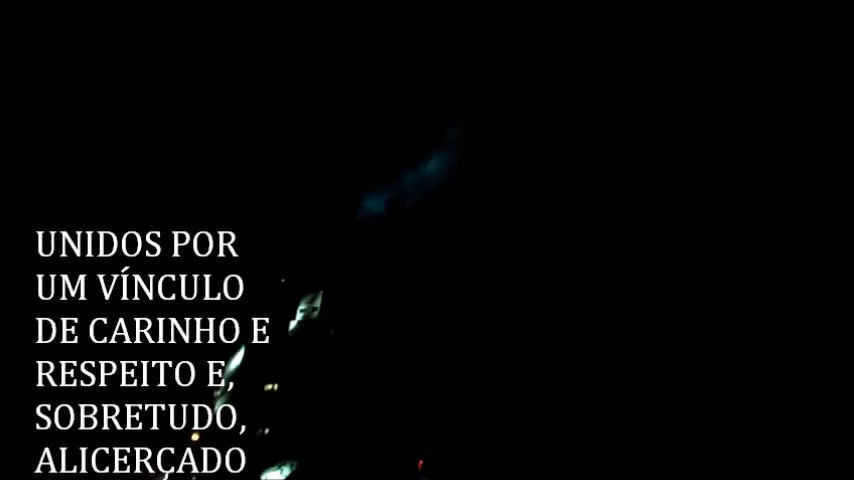 UNIDOS POR
UM VÍNCULO
DE CARINHO E
RESPEITO E,
SOBRETUDO,
ALICERÇADO